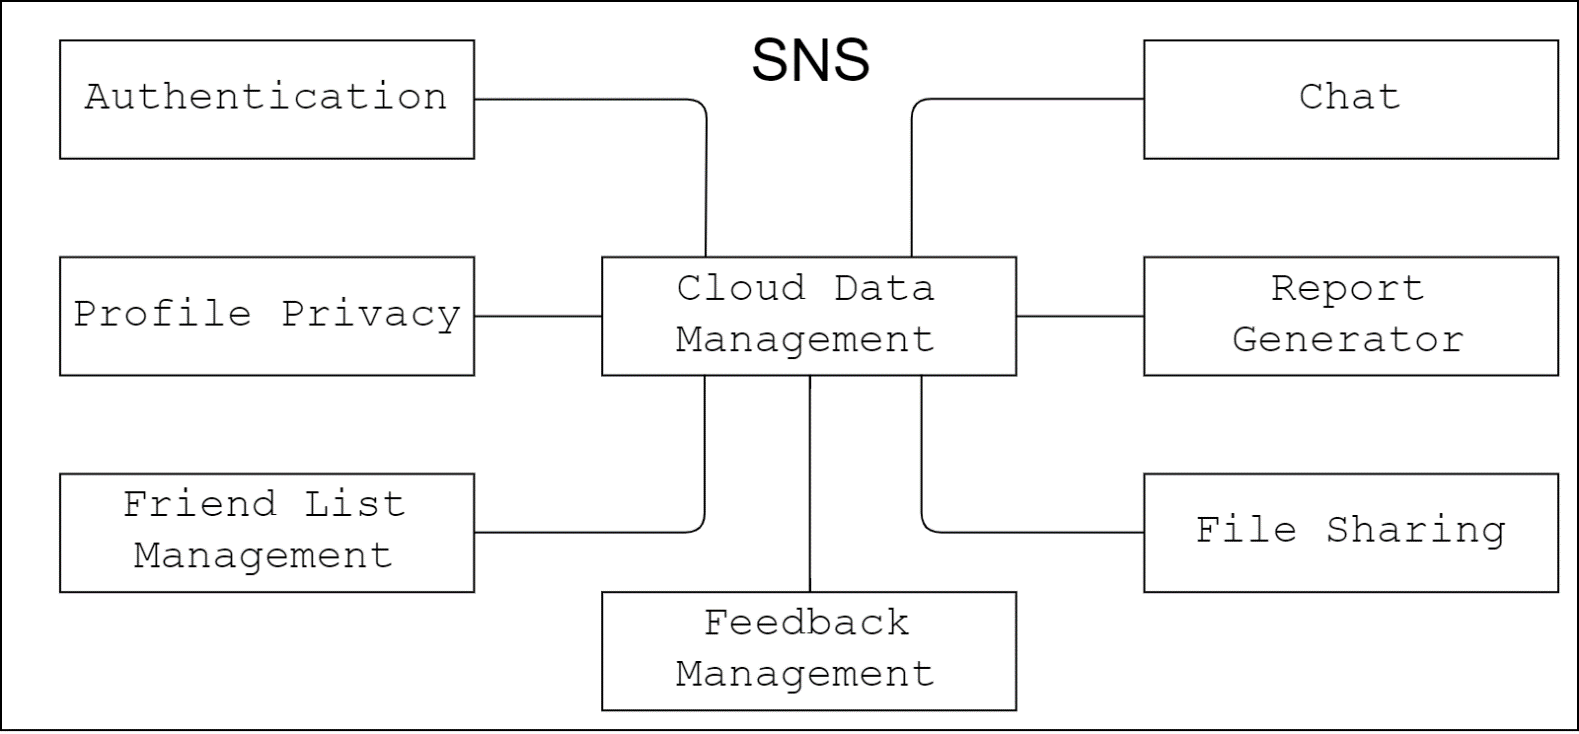 SNS
Authentication
Chat
Profile Privacy
Cloud Data
Management
Report
Generator
Friend List
Management
File Sharing
Feedback
Management